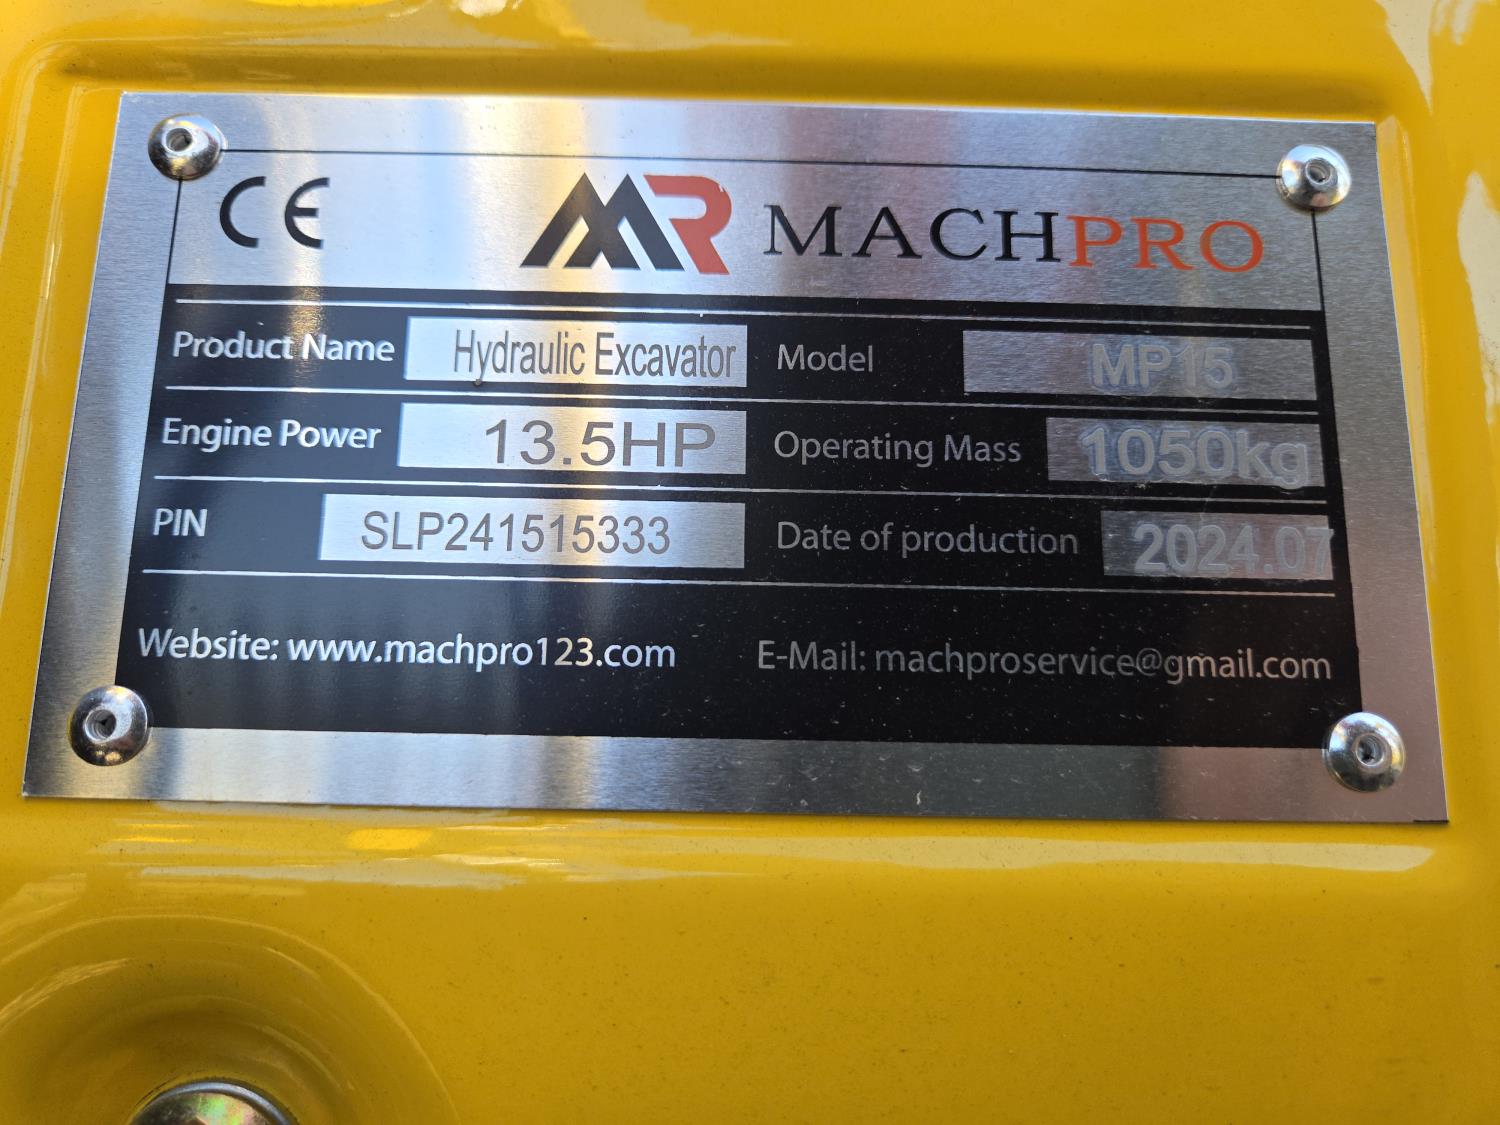 CE MR MACHPRO
Product Name Hydraulic Excavator Model MP15
Engine Power 13.5HP Operating Mass 1050kg
PIN SLP241515333 Date of production 2024.07
Website: www.machpro123.com E-Mail: machproservice@gmail.com